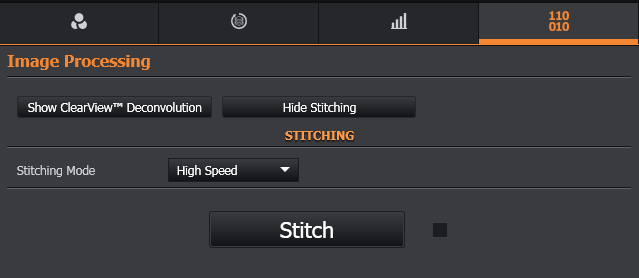 110
010
Image Processing
Show ClearView™ Deconvolution
Hide Stitching
STITCHING
Stitching Mode
High Speed
Stitch